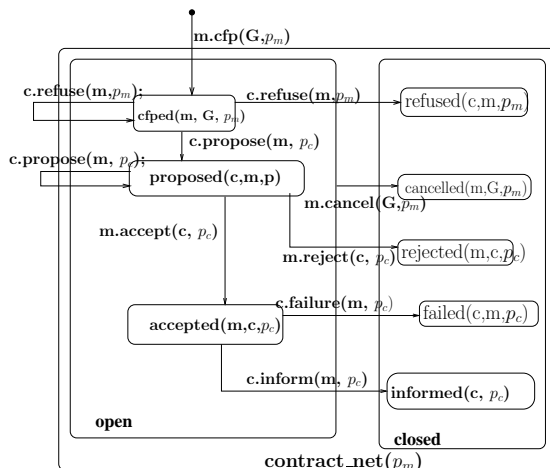 m.cfp(G,p_m)
c.refuse(m,p_m);
c.refuse(m,p_m)
refused(c,m,p_m)
cfped(m, G, p_m)
c.propose(m, p_c)
c.propose(m, p_c);
proposed(c,m,p)
cancelled(m,G,p_m)
m.cancel(G,p_m)
m.accept(c, p_c)
m.reject(c, p_c)
rejected(m,c,p_c)
c.failure(m, p_c)
failed(c,m,p_c)
accepted(m,c,p_c)
c.inform(m, p_c)
informed(c, p_c)
open
closed
contract_net(p_m)